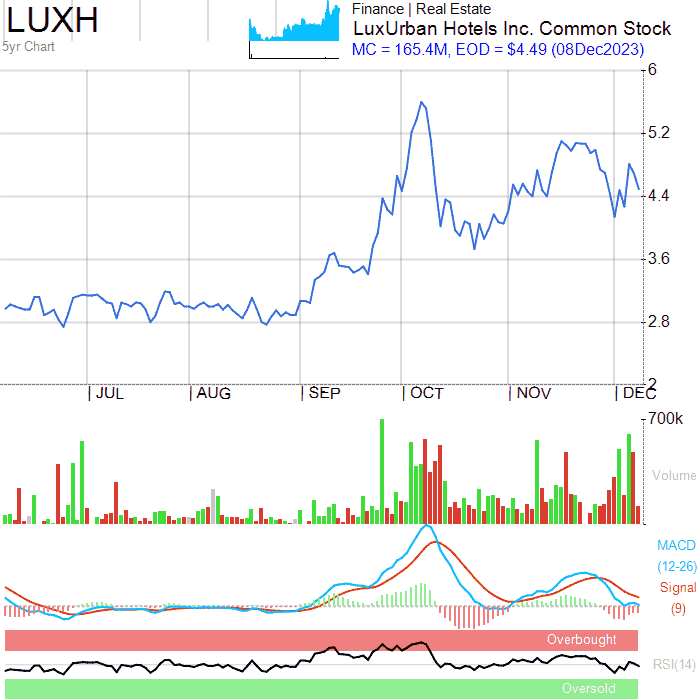 LUXH
5yr Chart
Finance | Real Estate
LuxUrban Hotels Inc. Common Stock
MC = 165.4M, EOD = $4.49 (08Dec2023)
6
5.2
4.4
3.6
2.8
2
JUL AUG SEP OCT NOV DEC
700k
Volume
MACD
(12-26)
Signal
(9)
Overbought
RSI(14)
Oversold